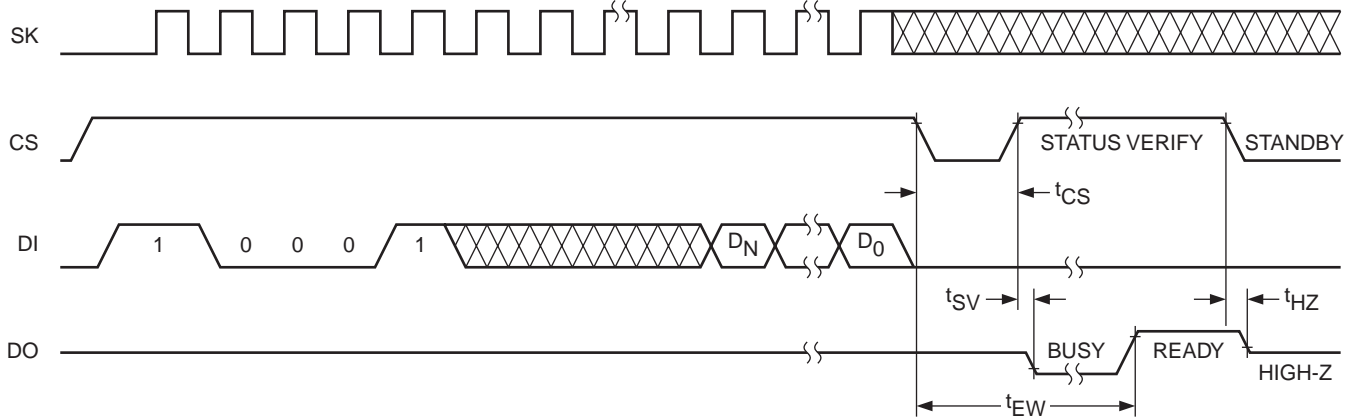 SK
CS
STATUS VERIFY
STANDBY
tCS
DI
1 0 0 0 1
DN
D0
tSV
tHZ
DO
BUSY
READY
HIGH-Z
tEW